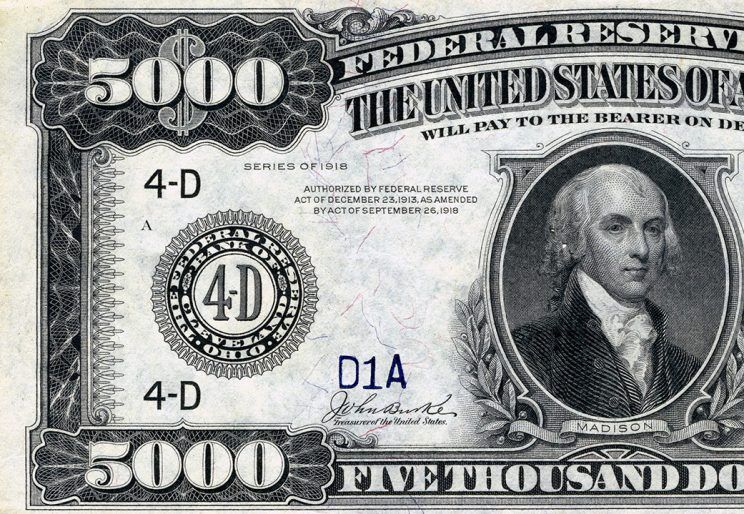 5000
FEDERAL RESERV
THE UNITED STATES OF A
WILL PAY TO THE BEARER ON DE
SERIES OF 1918
4-D
AUTHORIZED BY FEDERAL RESERVE
ACT OF DECEMBER 23, 1913, AS AMENDED
BY ACT OF SEPTEMBER 26, 1918
A
FEDERAL RESERVE
BANK OF
CLEVELAND
OHIO
4-D
D1A
4-D
John Burke
Treasurer of the United States.
MADISON
5000
FIVE THOUSAND DO